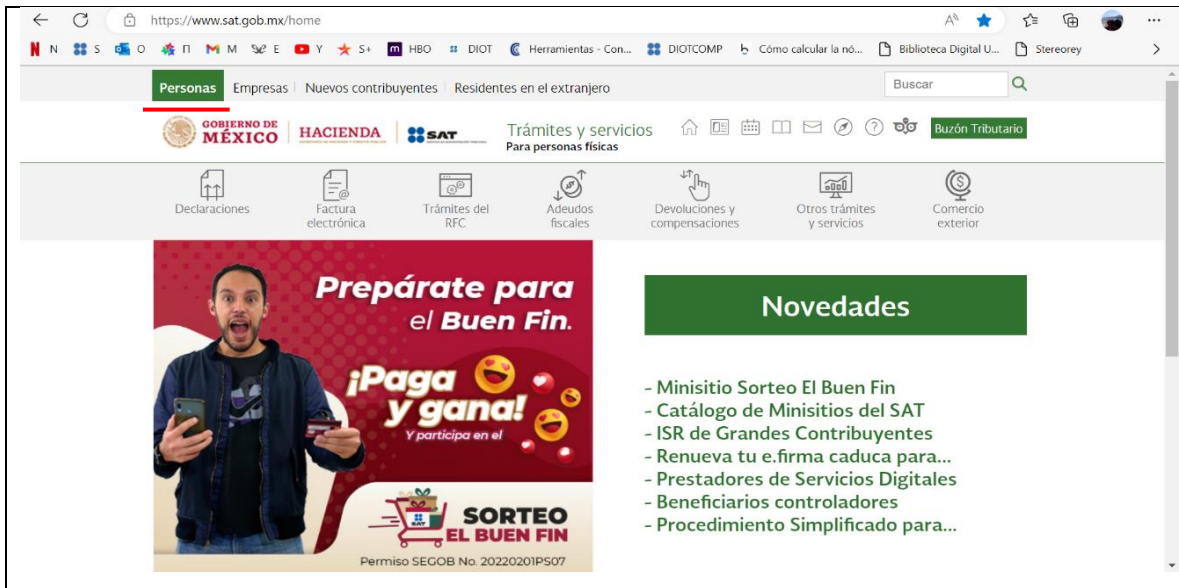 https://www.sat.gob.mx/home
N N S O П M M E Y S+ m HBO DIOT Herramientas - Con... DIOTCOMP Cómo calcular la nó... Biblioteca Digital U... Stereorey
Personas Empresas Nuevos contribuyentes Residentes en el extranjero Buscar
GOBIERNO DE
MÉXICO
HACIENDA
SAT
Trámites y servicios
Para personas físicas
Buzón Tributario
Declaraciones
Factura
electrónica
Trámites del
RFC
Adeudos
fiscales
Devoluciones y
compensaciones
Otros trámites
y servicios
Comercio
exterior
Prepárate para
el Buen Fin.
¡Paga
y gana!
Y participa en el
SAT
SORTEO
EL BUEN FIN
Permiso SEGOB No. 20220201PS07
Novedades
- Minisitio Sorteo El Buen Fin
- Catálogo de Minisitios del SAT
- ISR de Grandes Contribuyentes
- Renueva tu e.firma caduca para...
- Prestadores de Servicios Digitales
- Beneficiarios controladores
- Procedimiento Simplificado para...